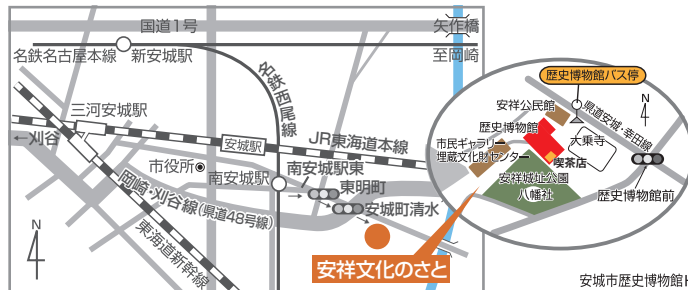 国道1号
矢作橋
名鉄名古屋本線
新安城駅
至岡崎
名鉄西尾線
三河安城駅
←刈谷
安城駅
JR東海道本線
市役所
南安城駅東
南安城駅
東明町
岡崎・刈谷線(県道48号線)
安城町清水
東海道新幹線
N
安祥文化のさと
歴史博物館バス停
安祥公民館
県道安城・幸田線
N
歴史博物館
大乗寺
市民ギャラリー
埋蔵文化財センター
喫茶店
安祥城址公園
八幡社
歴史博物館前
安城市歴史博物館